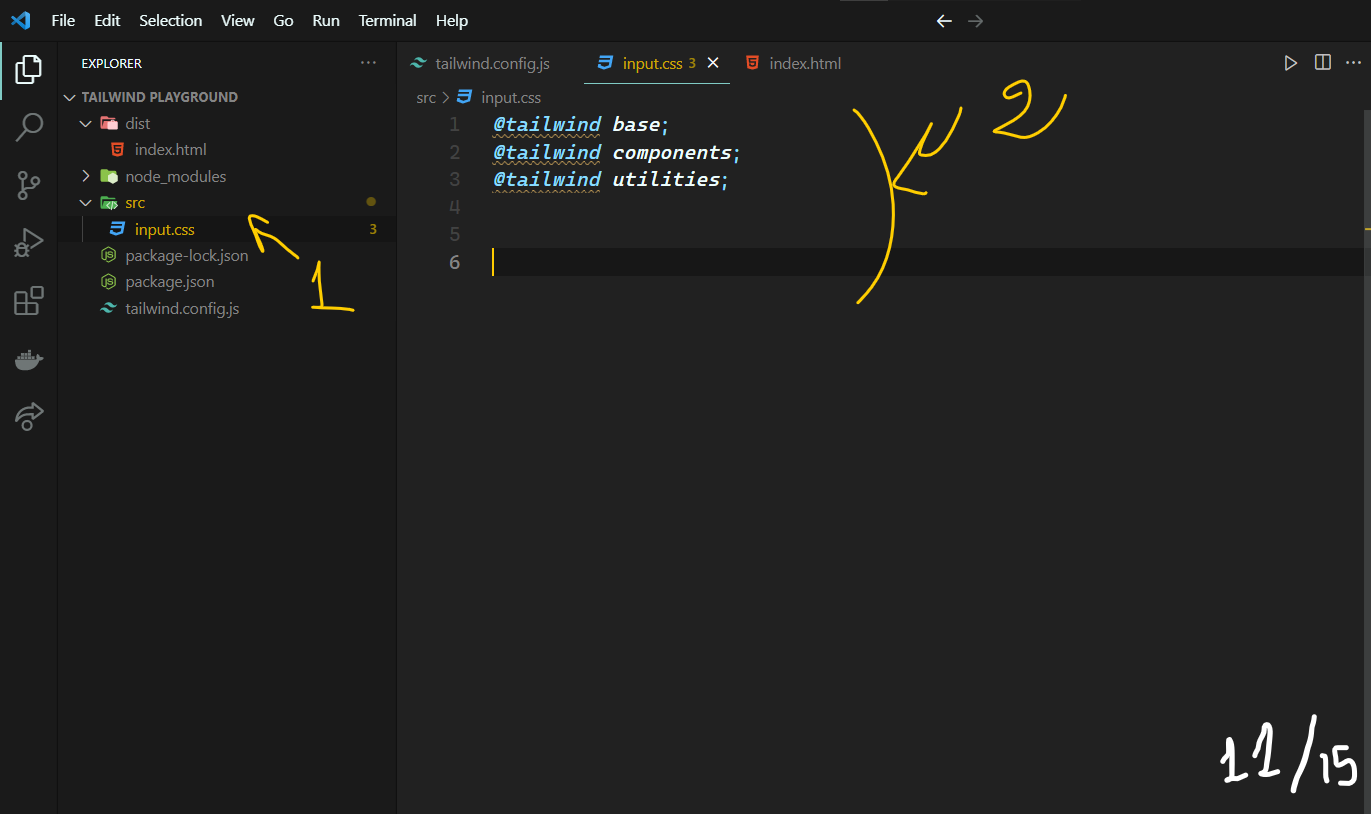 File Edit Selection View Go Run Terminal Help
EXPLORER
TAILWIND PLAYGROUND
dist
index.html
node_modules
src
input.css 3
package-lock.json
package.json
tailwind.config.js
1
tailwind.config.js input.css 3 index.html
src > input.css
1 @tailwind base;
2 @tailwind components;
3 @tailwind utilities;
4
5
6
2
11/15